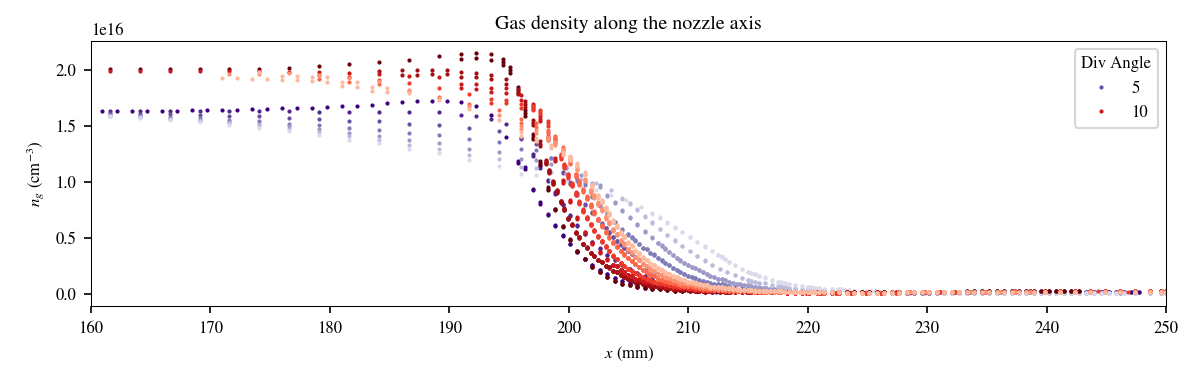 Gas density along the nozzle axis
1e16
Div Angle
5
10
2.0
1.5
1.0
0.5
0.0
n_g (cm⁻³)
160 170 180 190 200 210 220 230 240 250
x (mm)